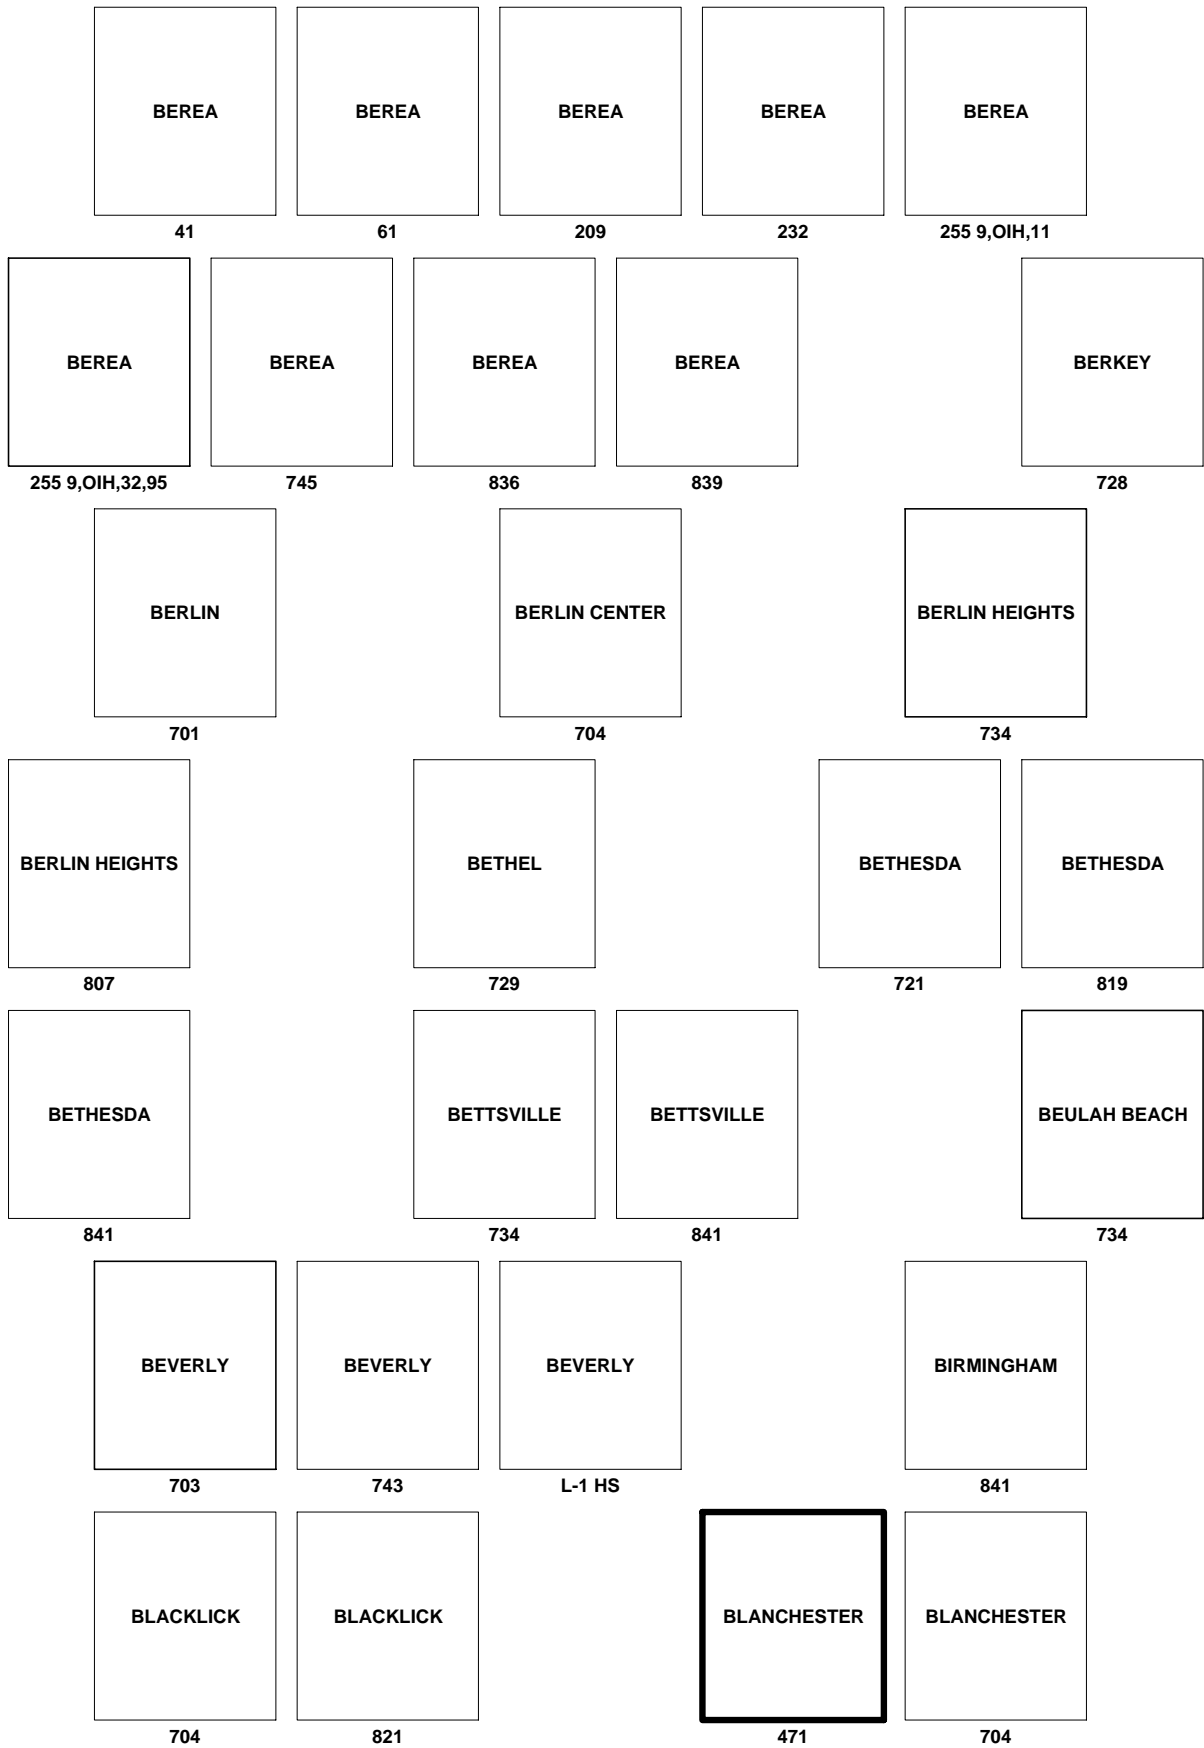 BEREA BEREA BEREA BEREA BEREA
41 61 209 232 255 9,OIH,11
BEREA BEREA BEREA BEREA BERKEY
255 9,OIH,32,95 745 836 839 728
BERLIN BERLIN CENTER BERLIN HEIGHTS
701 704 734
BERLIN HEIGHTS BETHEL BETHESDA BETHESDA
807 729 721 819
BETHESDA BETTSVILLE BETTSVILLE BEULAH BEACH
841 734 841 734
BEVERLY BEVERLY BEVERLY BIRMINGHAM
703 743 L-1 HS 841
BLACKLICK BLACKLICK BLANCHESTER BLANCHESTER
704 821 471 704